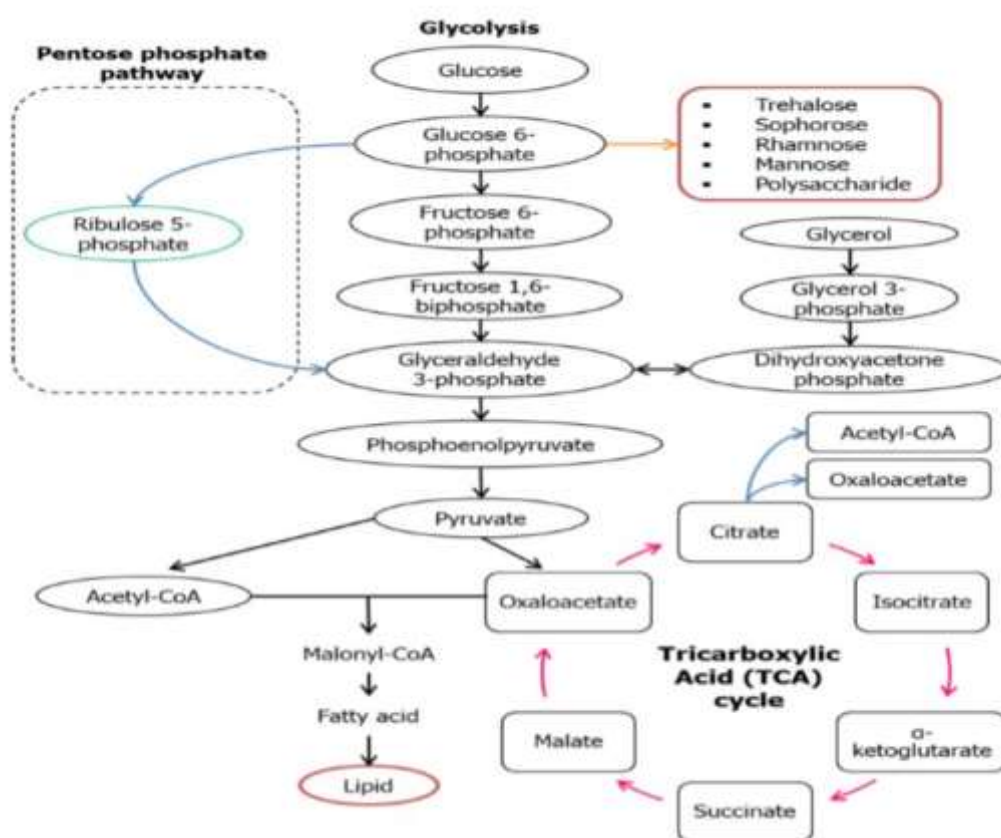 Glycolysis
Pentose phosphate
pathway
Glucose
Glucose 6-
phosphate
▪ Trehalose
▪ Sophorose
▪ Rhamnose
▪ Mannose
▪ Polysaccharide
Ribulose 5-
phosphate
Fructose 6-
phosphate
Glycerol
Fructose 1,6-
biphosphate
Glycerol 3-
phosphate
Glyceraldehyde
3-phosphate
Dihydroxyacetone
phosphate
Phosphoenolpyruvate
Acetyl-CoA
Oxaloacetate
Pyruvate
Citrate
Acetyl-CoA
Oxaloacetate
Isocitrate
Malonyl-CoA
Tricarboxylic
Acid (TCA)
cycle
Fatty acid
Malate
α-
ketoglutarate
Lipid
Succinate